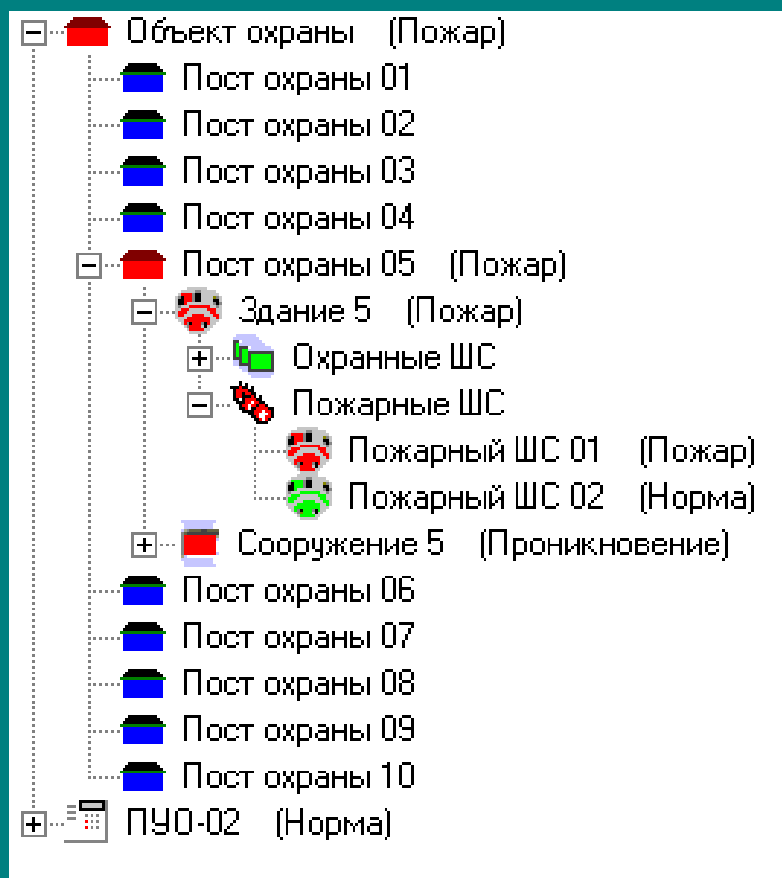 Объект охраны (Пожар)
Пост охраны 01
Пост охраны 02
Пост охраны 03
Пост охраны 04
Пост охраны 05 (Пожар)
Здание 5 (Пожар)
Охранные ШС
Пожарные ШС
Пожарный ШС 01 (Пожар)
Пожарный ШС 02 (Норма)
Сооружение 5 (Проникновение)
Пост охраны 06
Пост охраны 07
Пост охраны 08
Пост охраны 09
Пост охраны 10
ПУО-02 (Норма)